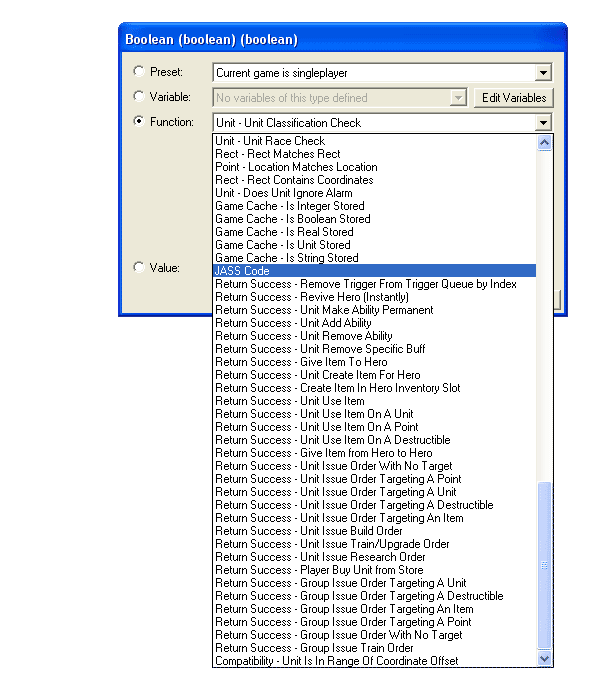 Boolean (boolean) (boolean)
Preset: Current game is singleplayer
Variable: No variables of this type defined Edit Variables
Function: Unit - Unit Classification Check
Unit - Unit Race Check
Rect - Rect Matches Rect
Point - Location Matches Location
Rect - Rect Contains Coordinates
Unit - Does Unit Ignore Alarm
Game Cache - Is Integer Stored
Game Cache - Is Boolean Stored
Game Cache - Is Real Stored
Game Cache - Is Unit Stored
Game Cache - Is String Stored
Value: JASS Code
Return Success - Remove Trigger From Trigger Queue by Index
Return Success - Revive Hero (Instantly)
Return Success - Unit Make Ability Permanent
Return Success - Unit Add Ability
Return Success - Unit Remove Ability
Return Success - Unit Remove Specific Buff
Return Success - Give Item To Hero
Return Success - Unit Create Item For Hero
Return Success - Create Item In Hero Inventory Slot
Return Success - Unit Use Item
Return Success - Unit Use Item On A Unit
Return Success - Unit Use Item On A Point
Return Success - Unit Use Item On A Destructible
Return Success - Give Item from Hero to Hero
Return Success - Unit Issue Order With No Target
Return Success - Unit Issue Order Targeting A Point
Return Success - Unit Issue Order Targeting A Unit
Return Success - Unit Issue Order Targeting A Destructible
Return Success - Unit Issue Order Targeting An Item
Return Success - Unit Issue Build Order
Return Success - Unit Issue Train/Upgrade Order
Return Success - Unit Issue Research Order
Return Success - Player Buy Unit from Store
Return Success - Group Issue Order Targeting A Unit
Return Success - Group Issue Order Targeting A Destructible
Return Success - Group Issue Order Targeting An Item
Return Success - Group Issue Order Targeting A Point
Return Success - Group Issue Order With No Target
Return Success - Group Issue Train Order
Compatibility - Unit Is In Range Of Coordinate Offset